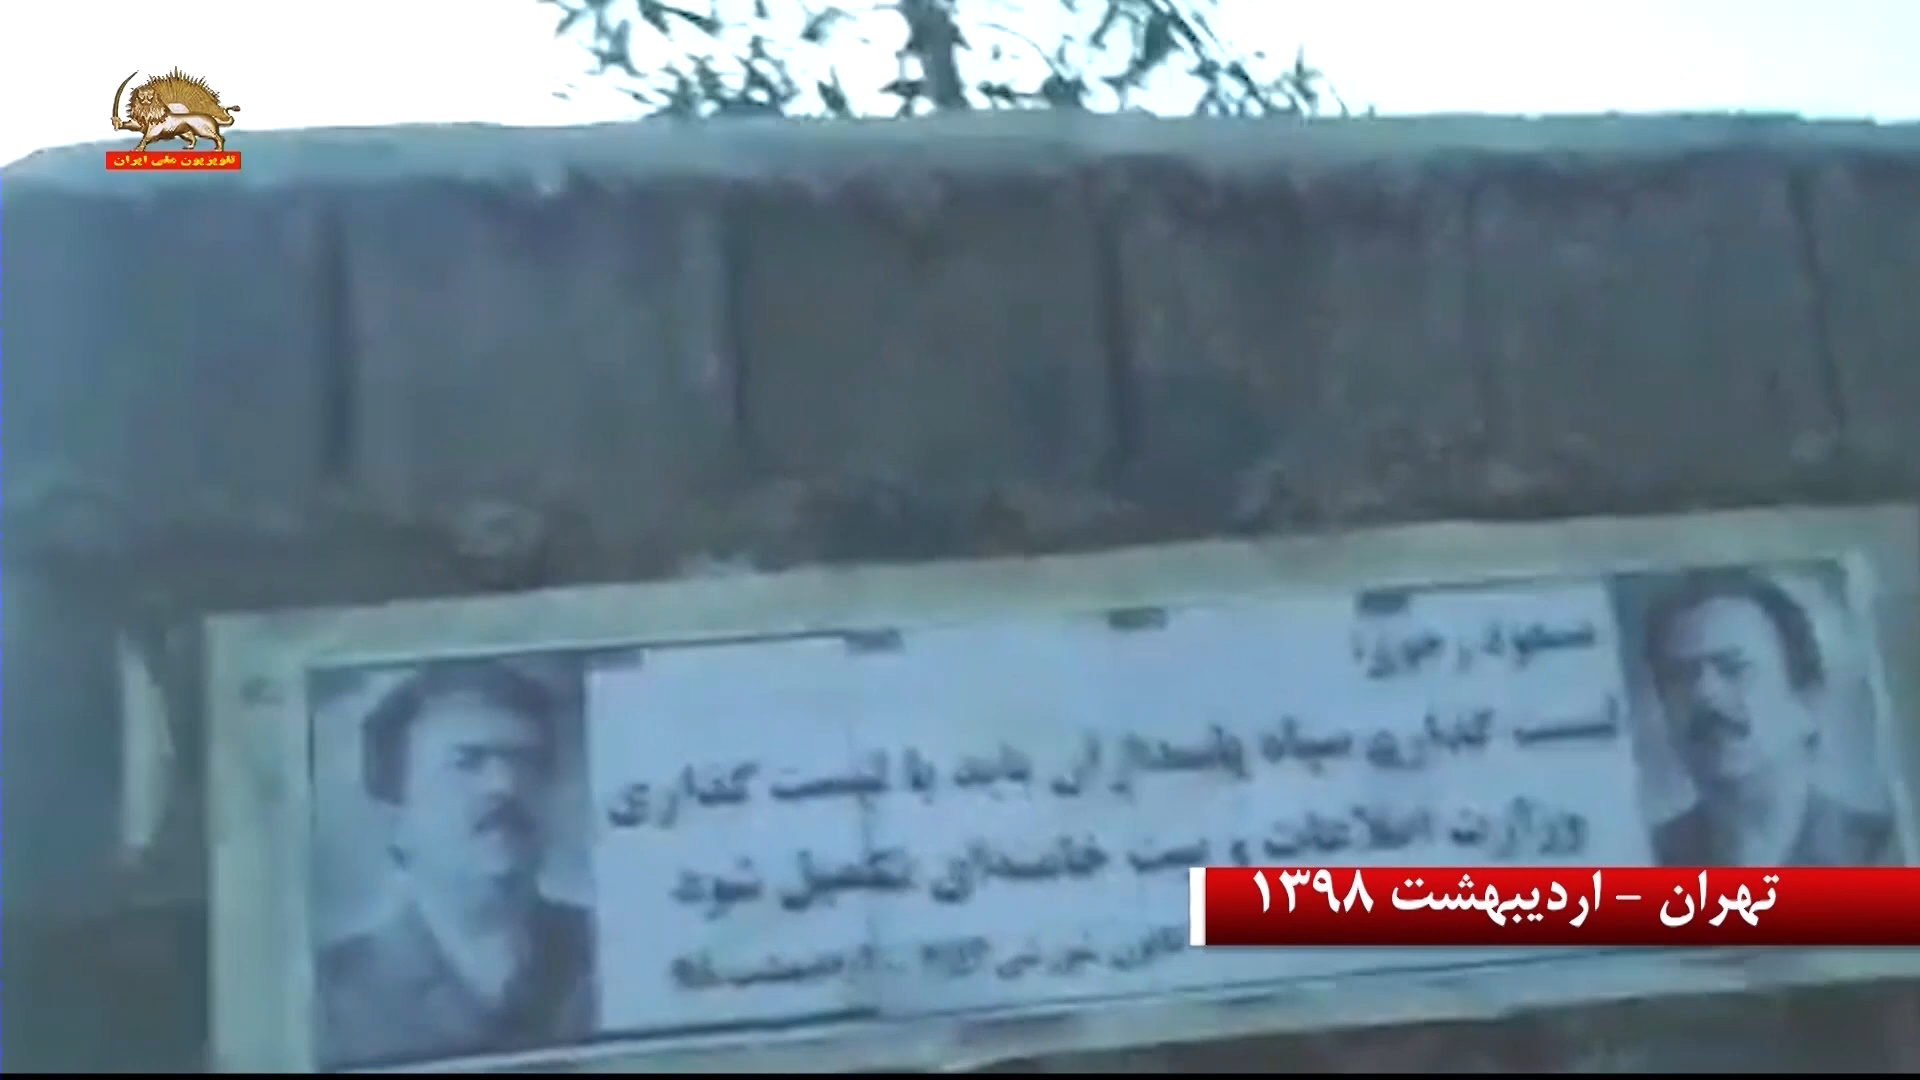 تلویزیون ملی ایران
مسعود رجوی:
لیست گذاری سپاه پاسداران باید با لیست گذاری
وزارت اطلاعات و بیت خامنه‌ای تکمیل شود
تهران - اردیبهشت ۱۳۹۸